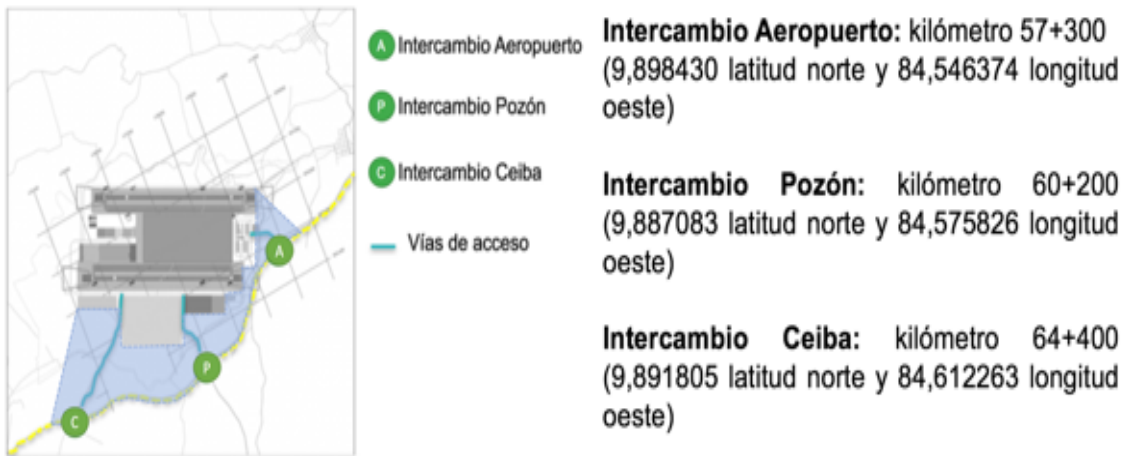 A Intercambio Aeropuerto
P Intercambio Pozón
C Intercambio Ceiba
Vías de acceso
A
P
C
Intercambio Aeropuerto: kilómetro 57+300
(9,898430 latitud norte y 84,546374 longitud
oeste)
Intercambio Pozón: kilómetro 60+200
(9,887083 latitud norte y 84,575826 longitud
oeste)
Intercambio Ceiba: kilómetro 64+400
(9,891805 latitud norte y 84,612263 longitud
oeste)